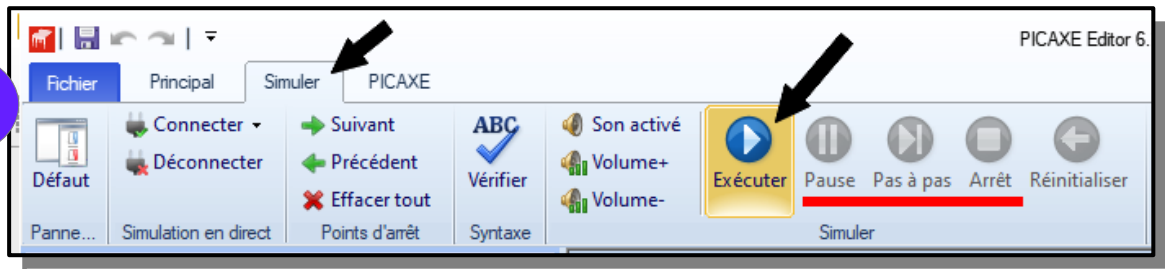 PICAXE Editor 6.
Fichier Principal Simuler PICAXE
Connecter Suivant ABC Son activé
Déconnecter Précédent Volume+
Défaut Vérifier Exécuter Pause Pas à pas Arrêt Réinitialiser
Effacer tout Volume-
Panne... Simulation en direct Points d'arrêt Syntaxe Simuler